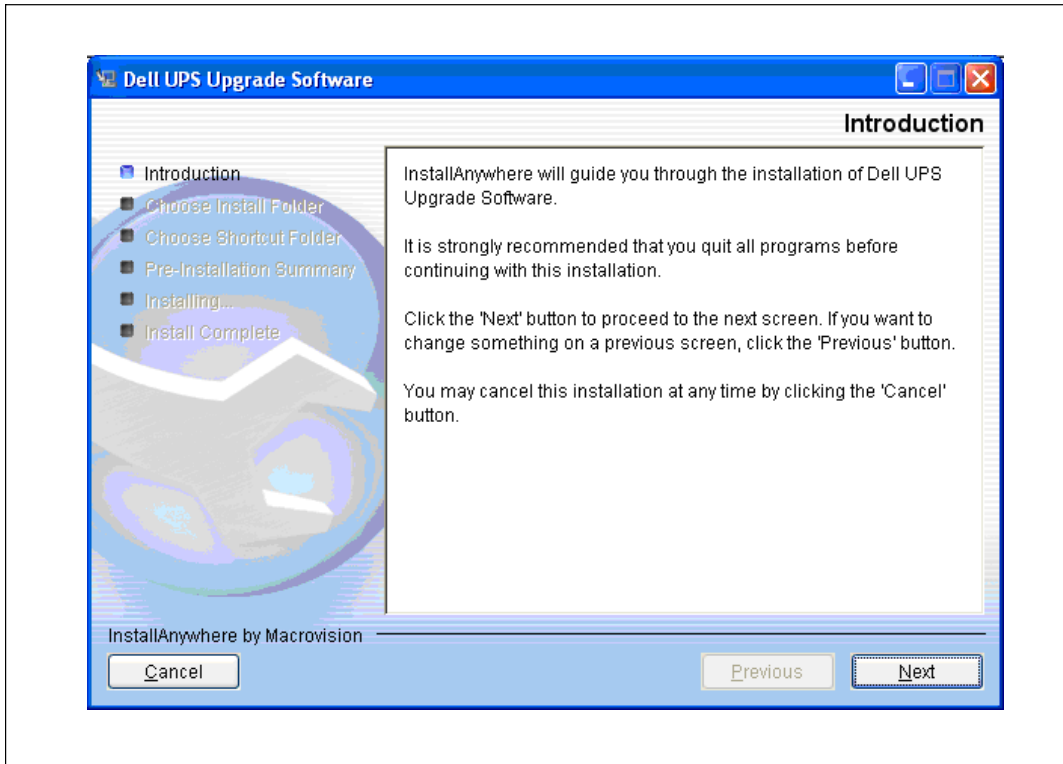 Dell UPS Upgrade Software
Introduction
Introduction
Choose Install Folder
Choose Shortcut Folder
Pre-Installation Summary
Installing...
Install Complete
InstallAnywhere will guide you through the installation of Dell UPS
Upgrade Software.
It is strongly recommended that you quit all programs before
continuing with this installation.
Click the 'Next' button to proceed to the next screen. If you want to
change something on a previous screen, click the 'Previous' button.
You may cancel this installation at any time by clicking the 'Cancel'
button.
InstallAnywhere by Macrovision
Cancel
Previous
Next